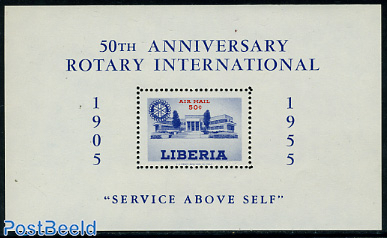 50TH ANNIVERSARY
ROTARY INTERNATIONAL
1905
1955
AIR MAIL
50¢
LIBERIA
"SERVICE ABOVE SELF"
PostBeeld